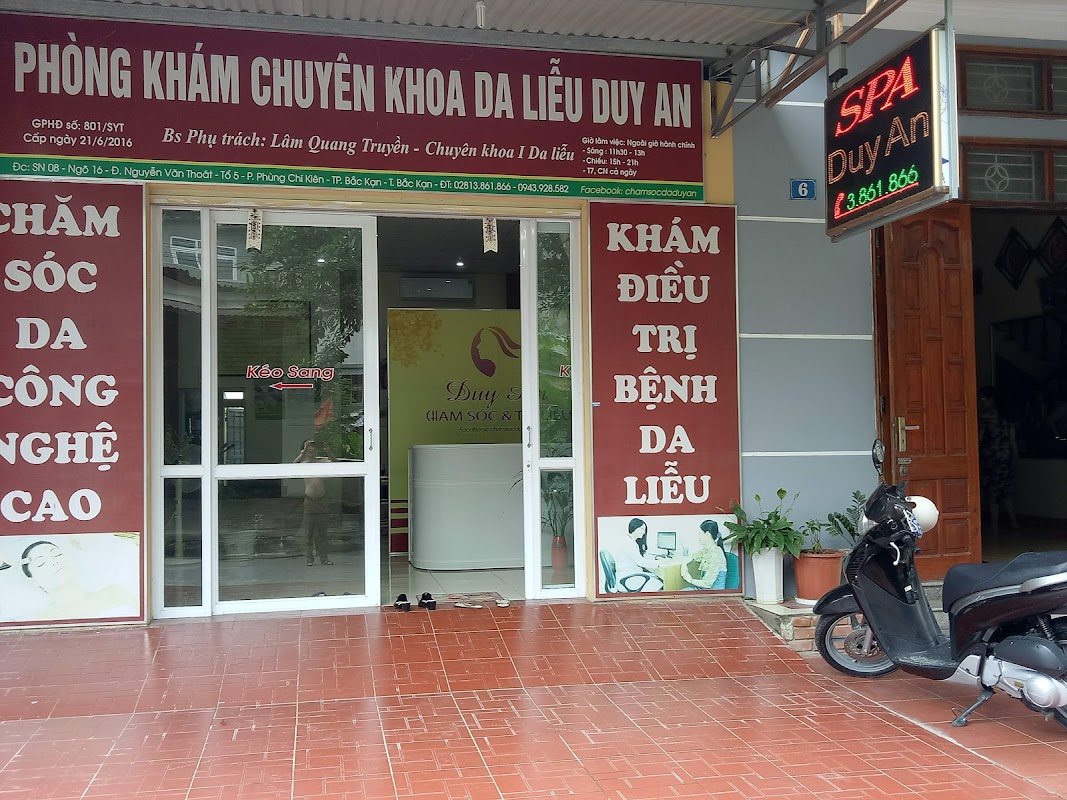 PHÒNG KHÁM CHUYÊN KHOA DA LIỄU DUY AN
GPHĐ số: 801/SYT
Cấp ngày 21/6/2016
Bs Phụ trách: Lâm Quang Truyền - Chuyên khoa I Da liễu
Giờ làm việc: Ngoài giờ hành chính
- Sáng : 11h30 - 13h
- Chiều: 15h - 21h
- T7, CN cả ngày
Đc: SN 08 - Ngõ 16 - Đ. Nguyễn Văn Thoát - Tổ 5 - P. Phùng Chí Kiên - TP. Bắc Kạn - T. Bắc Kạn - ĐT: 02813.861.866 - 0943.928.582
Facebook: chamsocdaduyan
CHĂM
SÓC
DA
CÔNG
NGHỆ
CAO
Kéo Sang
Duy
CHĂM SÓC &
KHÁM
ĐIỀU
TRỊ
BỆNH
DA
LIỄU
6
SPA
Duy An
3.861.866